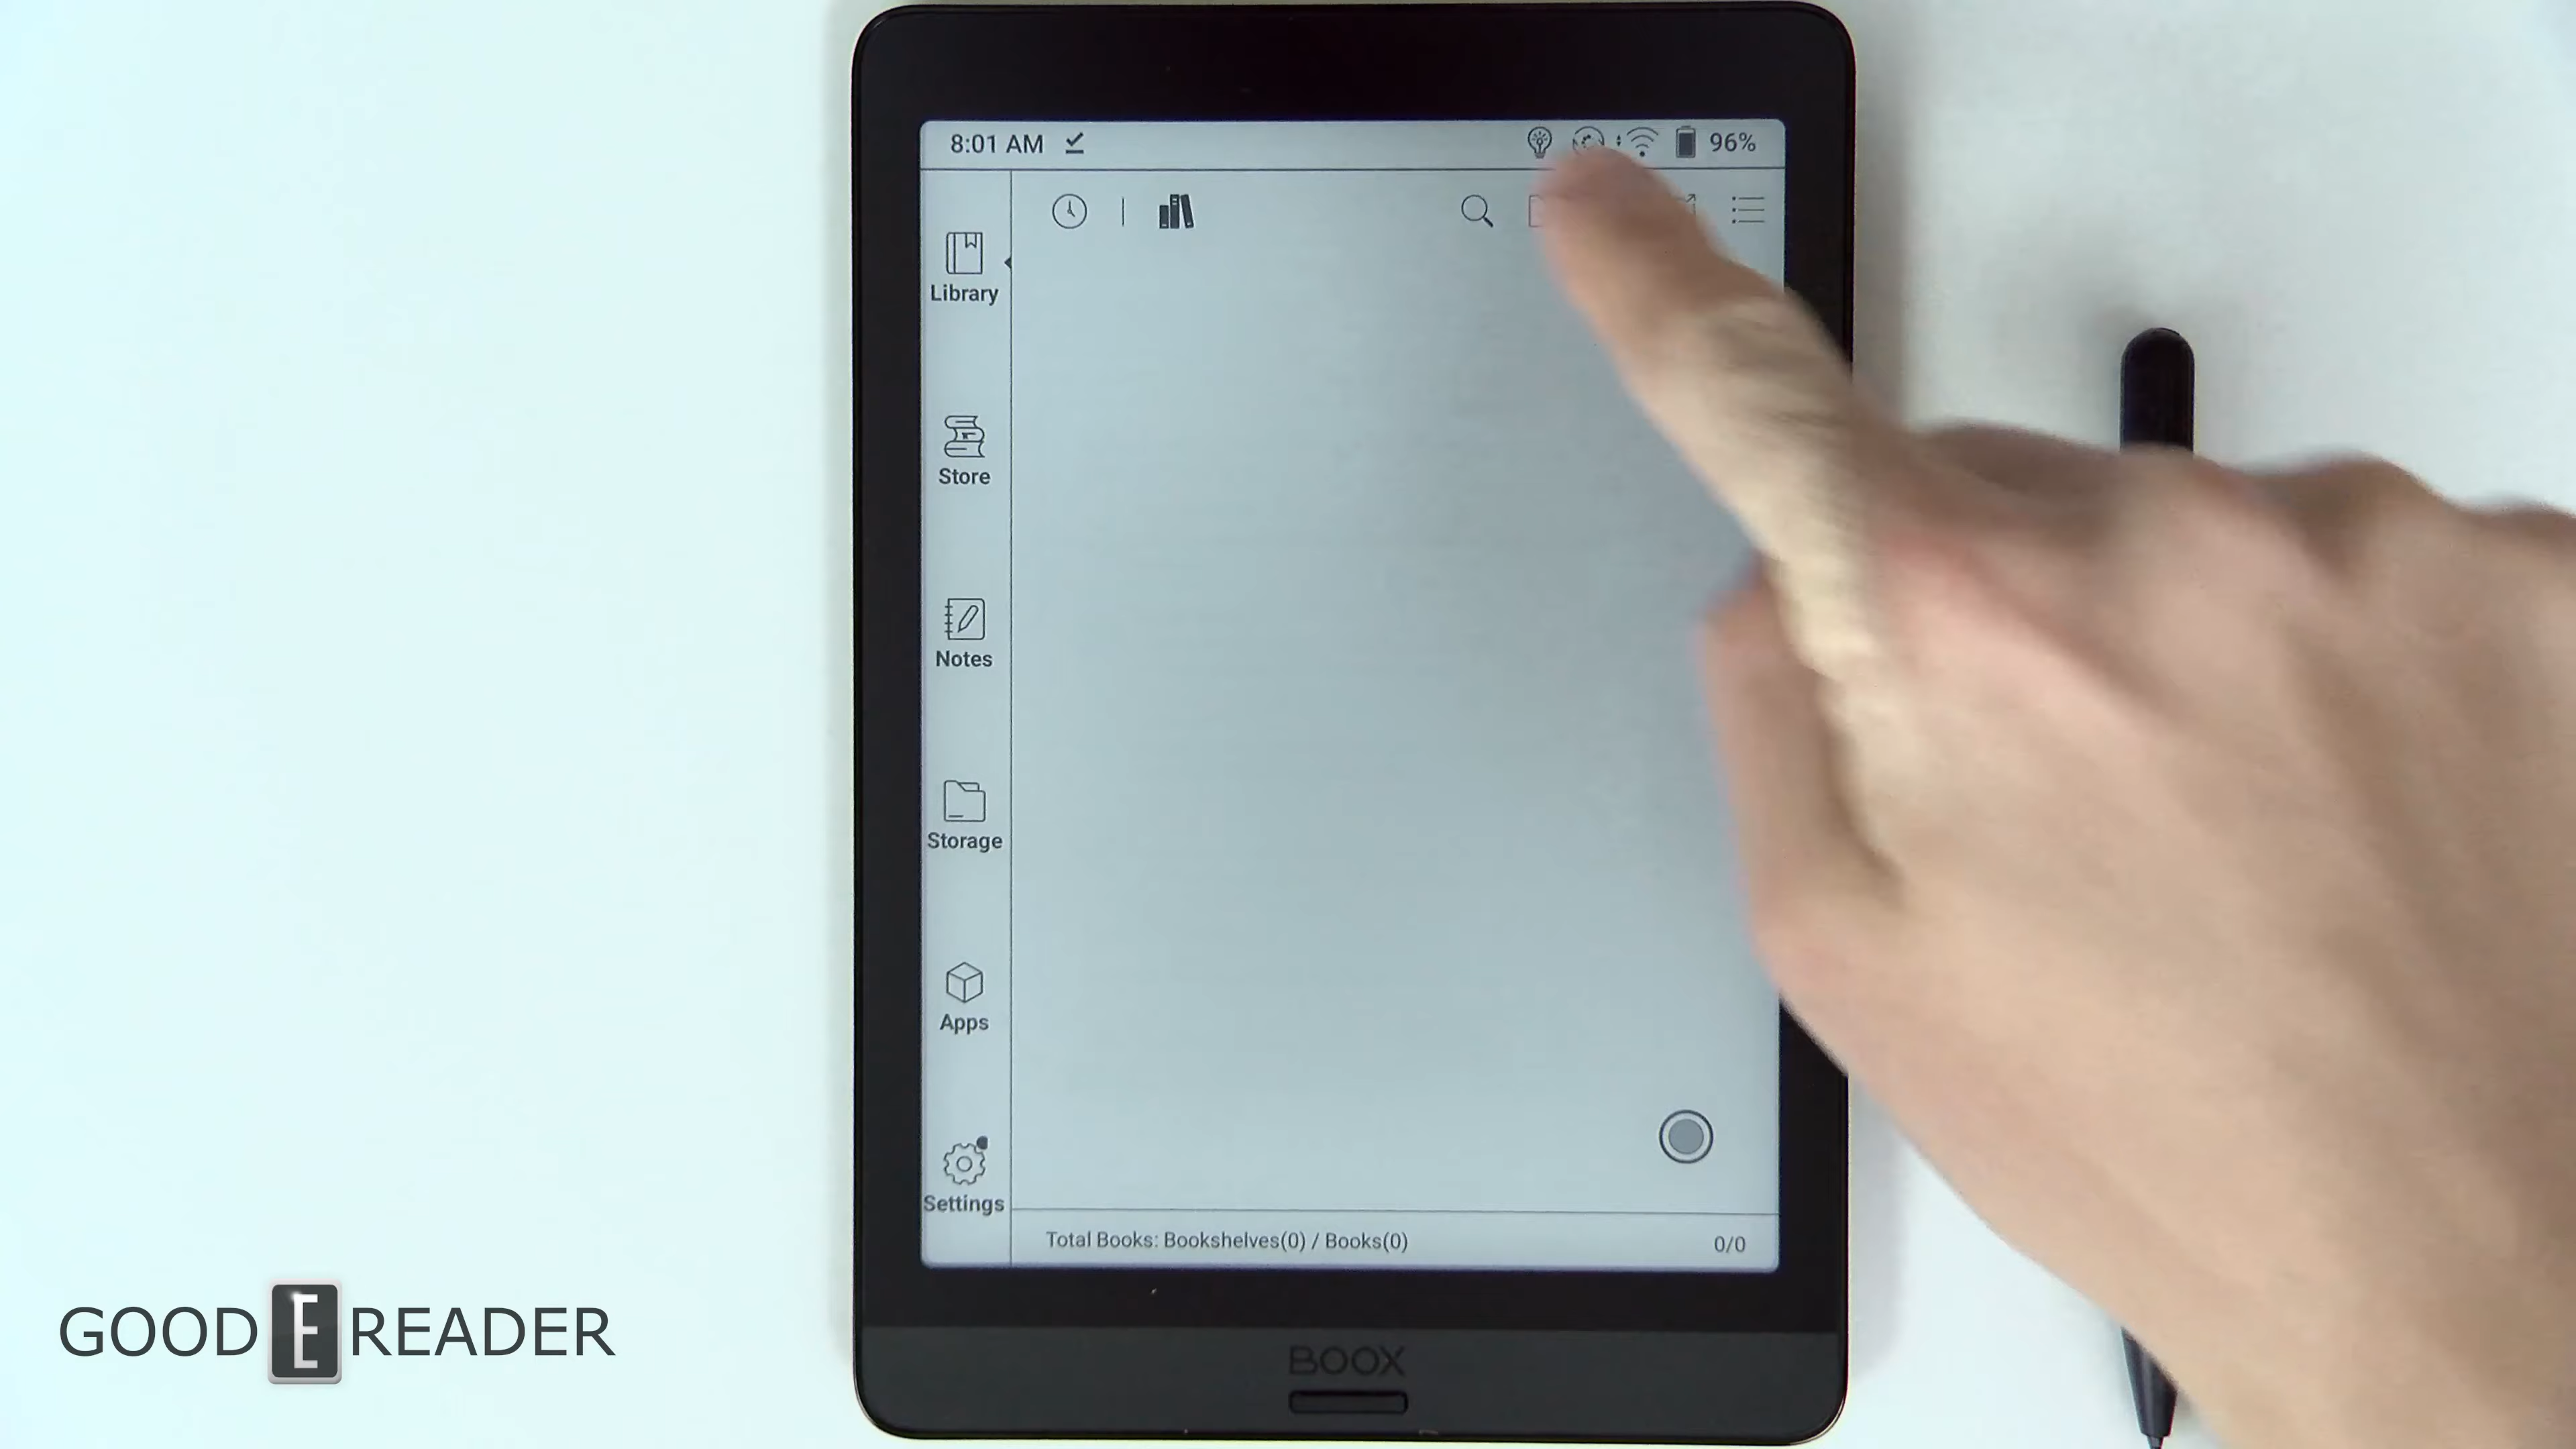 8:01 AM
96%
Library
Store
Notes
Storage
Apps
Settings
Total Books: Bookshelves(0) / Books(0)
0/0
BOOX
GOOD E READER